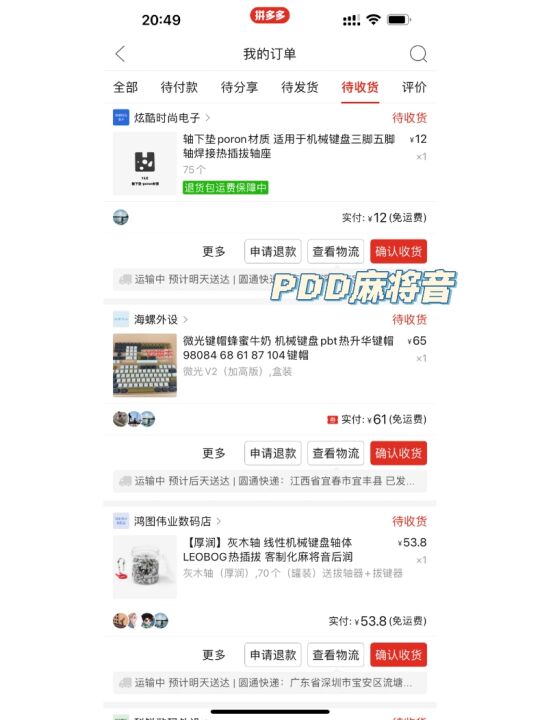 20:49
拼多多
我的订单
全部 待付款 待分享 待发货 待收货 评价
炫酷时尚电子 待收货
轴下垫poron材质 适用于机械键盘三脚五脚 ¥12
轴焊接热插拔轴座 ×1
75个
退货包运费保障中
轴下垫·poron材质
实付: ¥12(免运费)
更多 申请退款 查看物流 确认收货
运输中 预计明天送达 | 圆通快
PDD麻将音
海螺外设 待收货
微光键帽蜂蜜牛奶 机械键盘pbt热升华键帽 ¥65
98084 68 61 87 104键帽 ×1
微光V2（加高版）,盒装
实付: ¥61(免运费)
更多 申请退款 查看物流 确认收货
运输中 预计后天送达 | 圆通快递：江西省宜春市宜丰县 已发...
鸿图伟业数码店 待收货
【厚润】灰木轴 线性机械键盘轴体 ¥53.8
LEOBOG热插拔 客制化麻将音后润 ×1
灰木轴（厚润）,70个（罐装）送拔轴器+拔键器
实付: ¥53.8(免运费)
更多 申请退款 查看物流 确认收货
运输中 预计明天送达 | 圆通快递：广东省深圳市宝安区流塘...
待收货